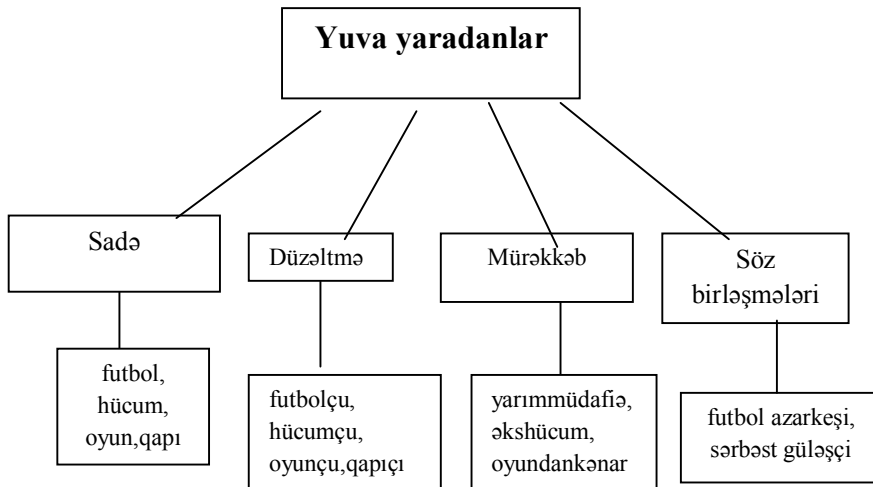 Yuva yaradanlar
Sadə
Düzəltmə
Mürəkkəb
Söz
birləşmələri
futbol,
hücum,
oyun,qapı
futbolçu,
hücumçu,
oyunçu,qapıçı
yarımmüdafiə,
əkshücum,
oyundankənar
futbol azarkeşi,
sərbəst güləşçi